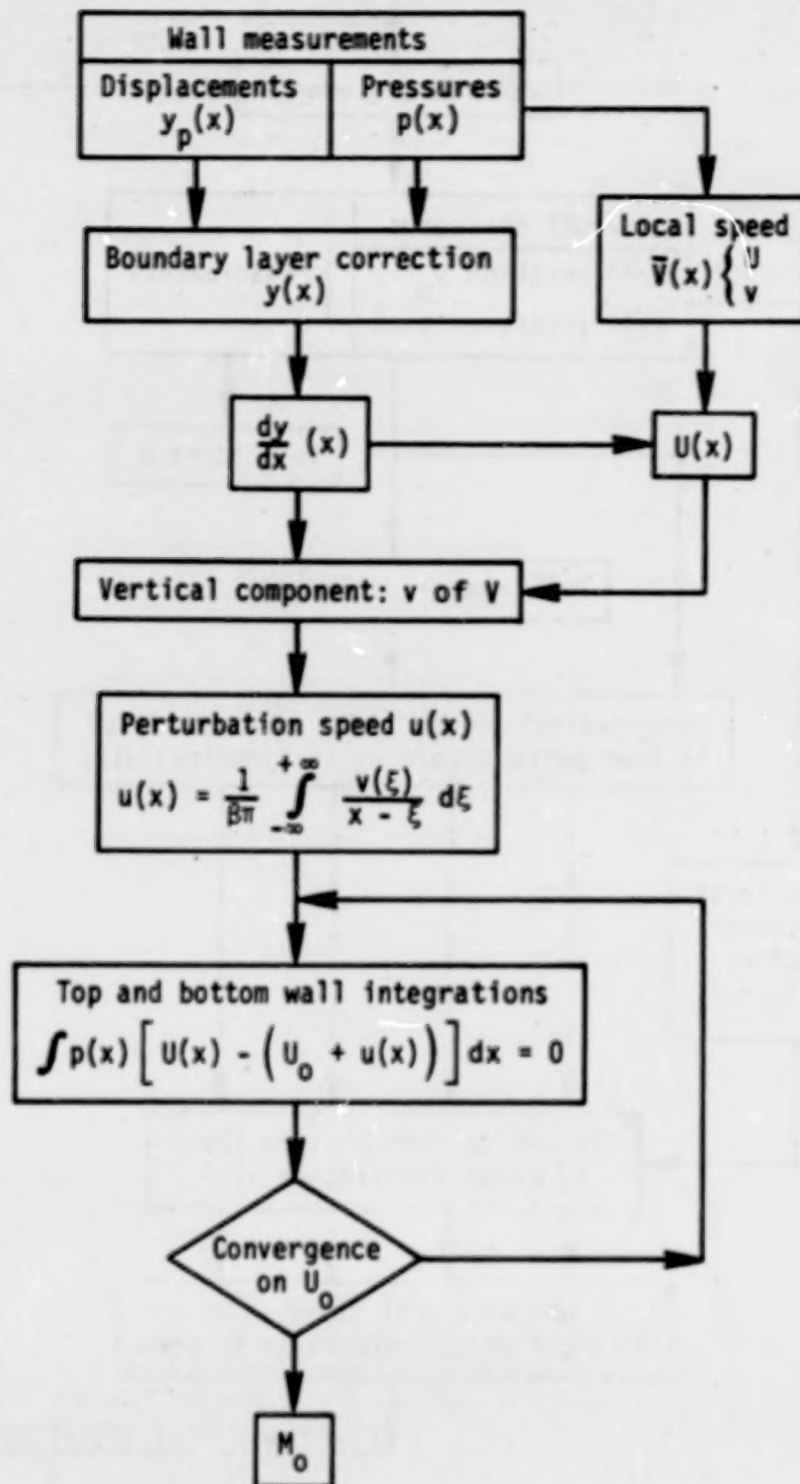 Wall measurements
Displacements
y_p(x)
Pressures
p(x)
Local speed
V̅(x) { U
v
Boundary layer correction
y(x)
dy/dx (x)
U(x)
Vertical component: v of V
Perturbation speed u(x)
u(x) = 1/βπ ∫_{-∞}^{+∞} v(ξ)/(x - ξ) dξ
Top and bottom wall integrations
∫ p(x) [ U(x) - ( U_o + u(x) ) ] dx = 0
Convergence
on U_o
M_o